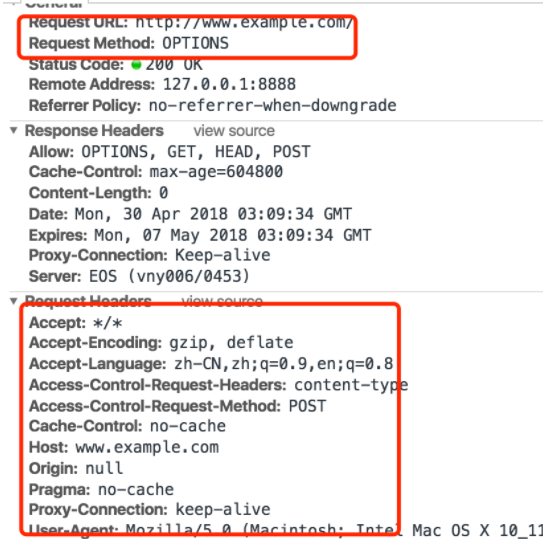 General
Request URL: http://www.example.com/
Request Method: OPTIONS
Status Code: 200 OK
Remote Address: 127.0.0.1:8888
Referrer Policy: no-referrer-when-downgrade
Response Headers view source
Allow: OPTIONS, GET, HEAD, POST
Cache-Control: max-age=604800
Content-Length: 0
Date: Mon, 30 Apr 2018 03:09:34 GMT
Expires: Mon, 07 May 2018 03:09:34 GMT
Proxy-Connection: Keep-alive
Server: EOS (vny006/0453)
Request Headers view source
Accept: */*
Accept-Encoding: gzip, deflate
Accept-Language: zh-CN,zh;q=0.9,en;q=0.8
Access-Control-Request-Headers: content-type
Access-Control-Request-Method: POST
Cache-Control: no-cache
Host: www.example.com
Origin: null
Pragma: no-cache
Proxy-Connection: keep-alive
User-Agent: Mozilla/5.0 (Macintosh; Intel Mac OS X 10_11